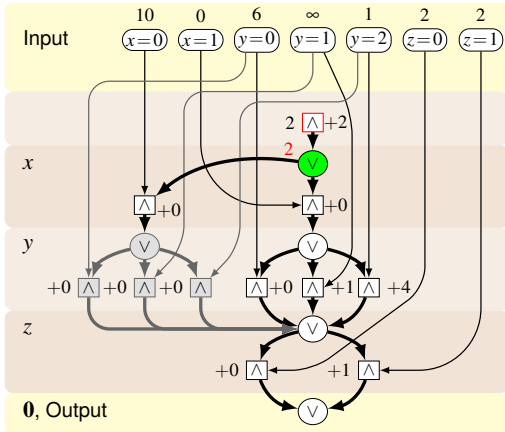 10 0 6 ∞ 1 2 2
Input x=0 x=1 y=0 y=1 y=2 z=0 z=1
2 ∧ +2
2
x ∨
∧ +0 ∧ +0
y ∨ ∨
+0 ∧ +0 ∧ +0 ∧ ∧ +0 ∧ +1 ∧ +4
z ∨
+0 ∧ +1 ∧
0, Output ∨